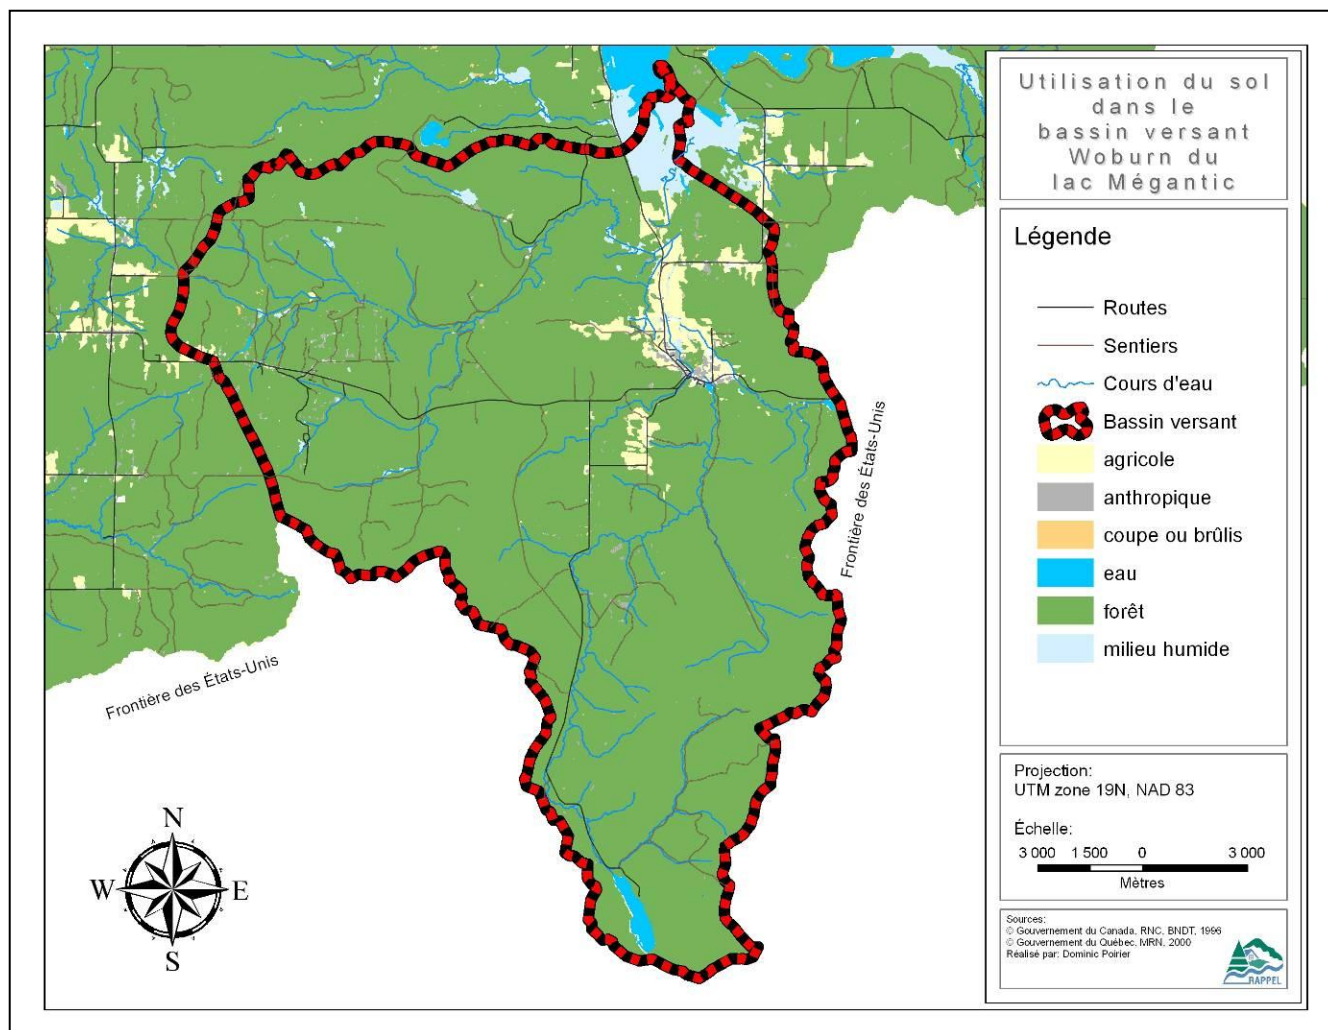 Utilisation du sol
dans le
bassin versant
Woburn du
lac Mégantic
Légende
Routes
Sentiers
Cours d'eau
Bassin versant
agricole
anthropique
coupe ou brûlis
eau
forêt
milieu humide
Frontière des États-Unis
Frontière des États-Unis
N
W
E
S
Projection:
UTM zone 19N, NAD 83
Échelle:
3 000 1 500 0 3 000
Mètres
Sources:
© Gouvernement du Canada, RNC, BNDT, 1996
© Gouvernement du Québec, MRN, 2000
Réalisé par: Dominic Poirier
RAPPEL